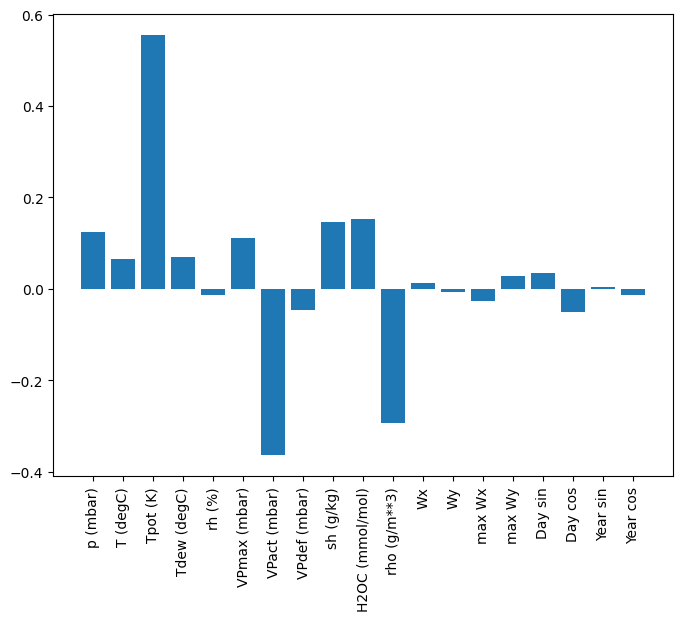 0.6
0.4
0.2
0.0
−0.2
−0.4
p (mbar)
T (degC)
Tpot (K)
Tdew (degC)
rh (%)
VPmax (mbar)
VPact (mbar)
VPdef (mbar)
sh (g/kg)
H2OC (mmol/mol)
rho (g/m**3)
Wx
Wy
max Wx
max Wy
Day sin
Day cos
Year sin
Year cos